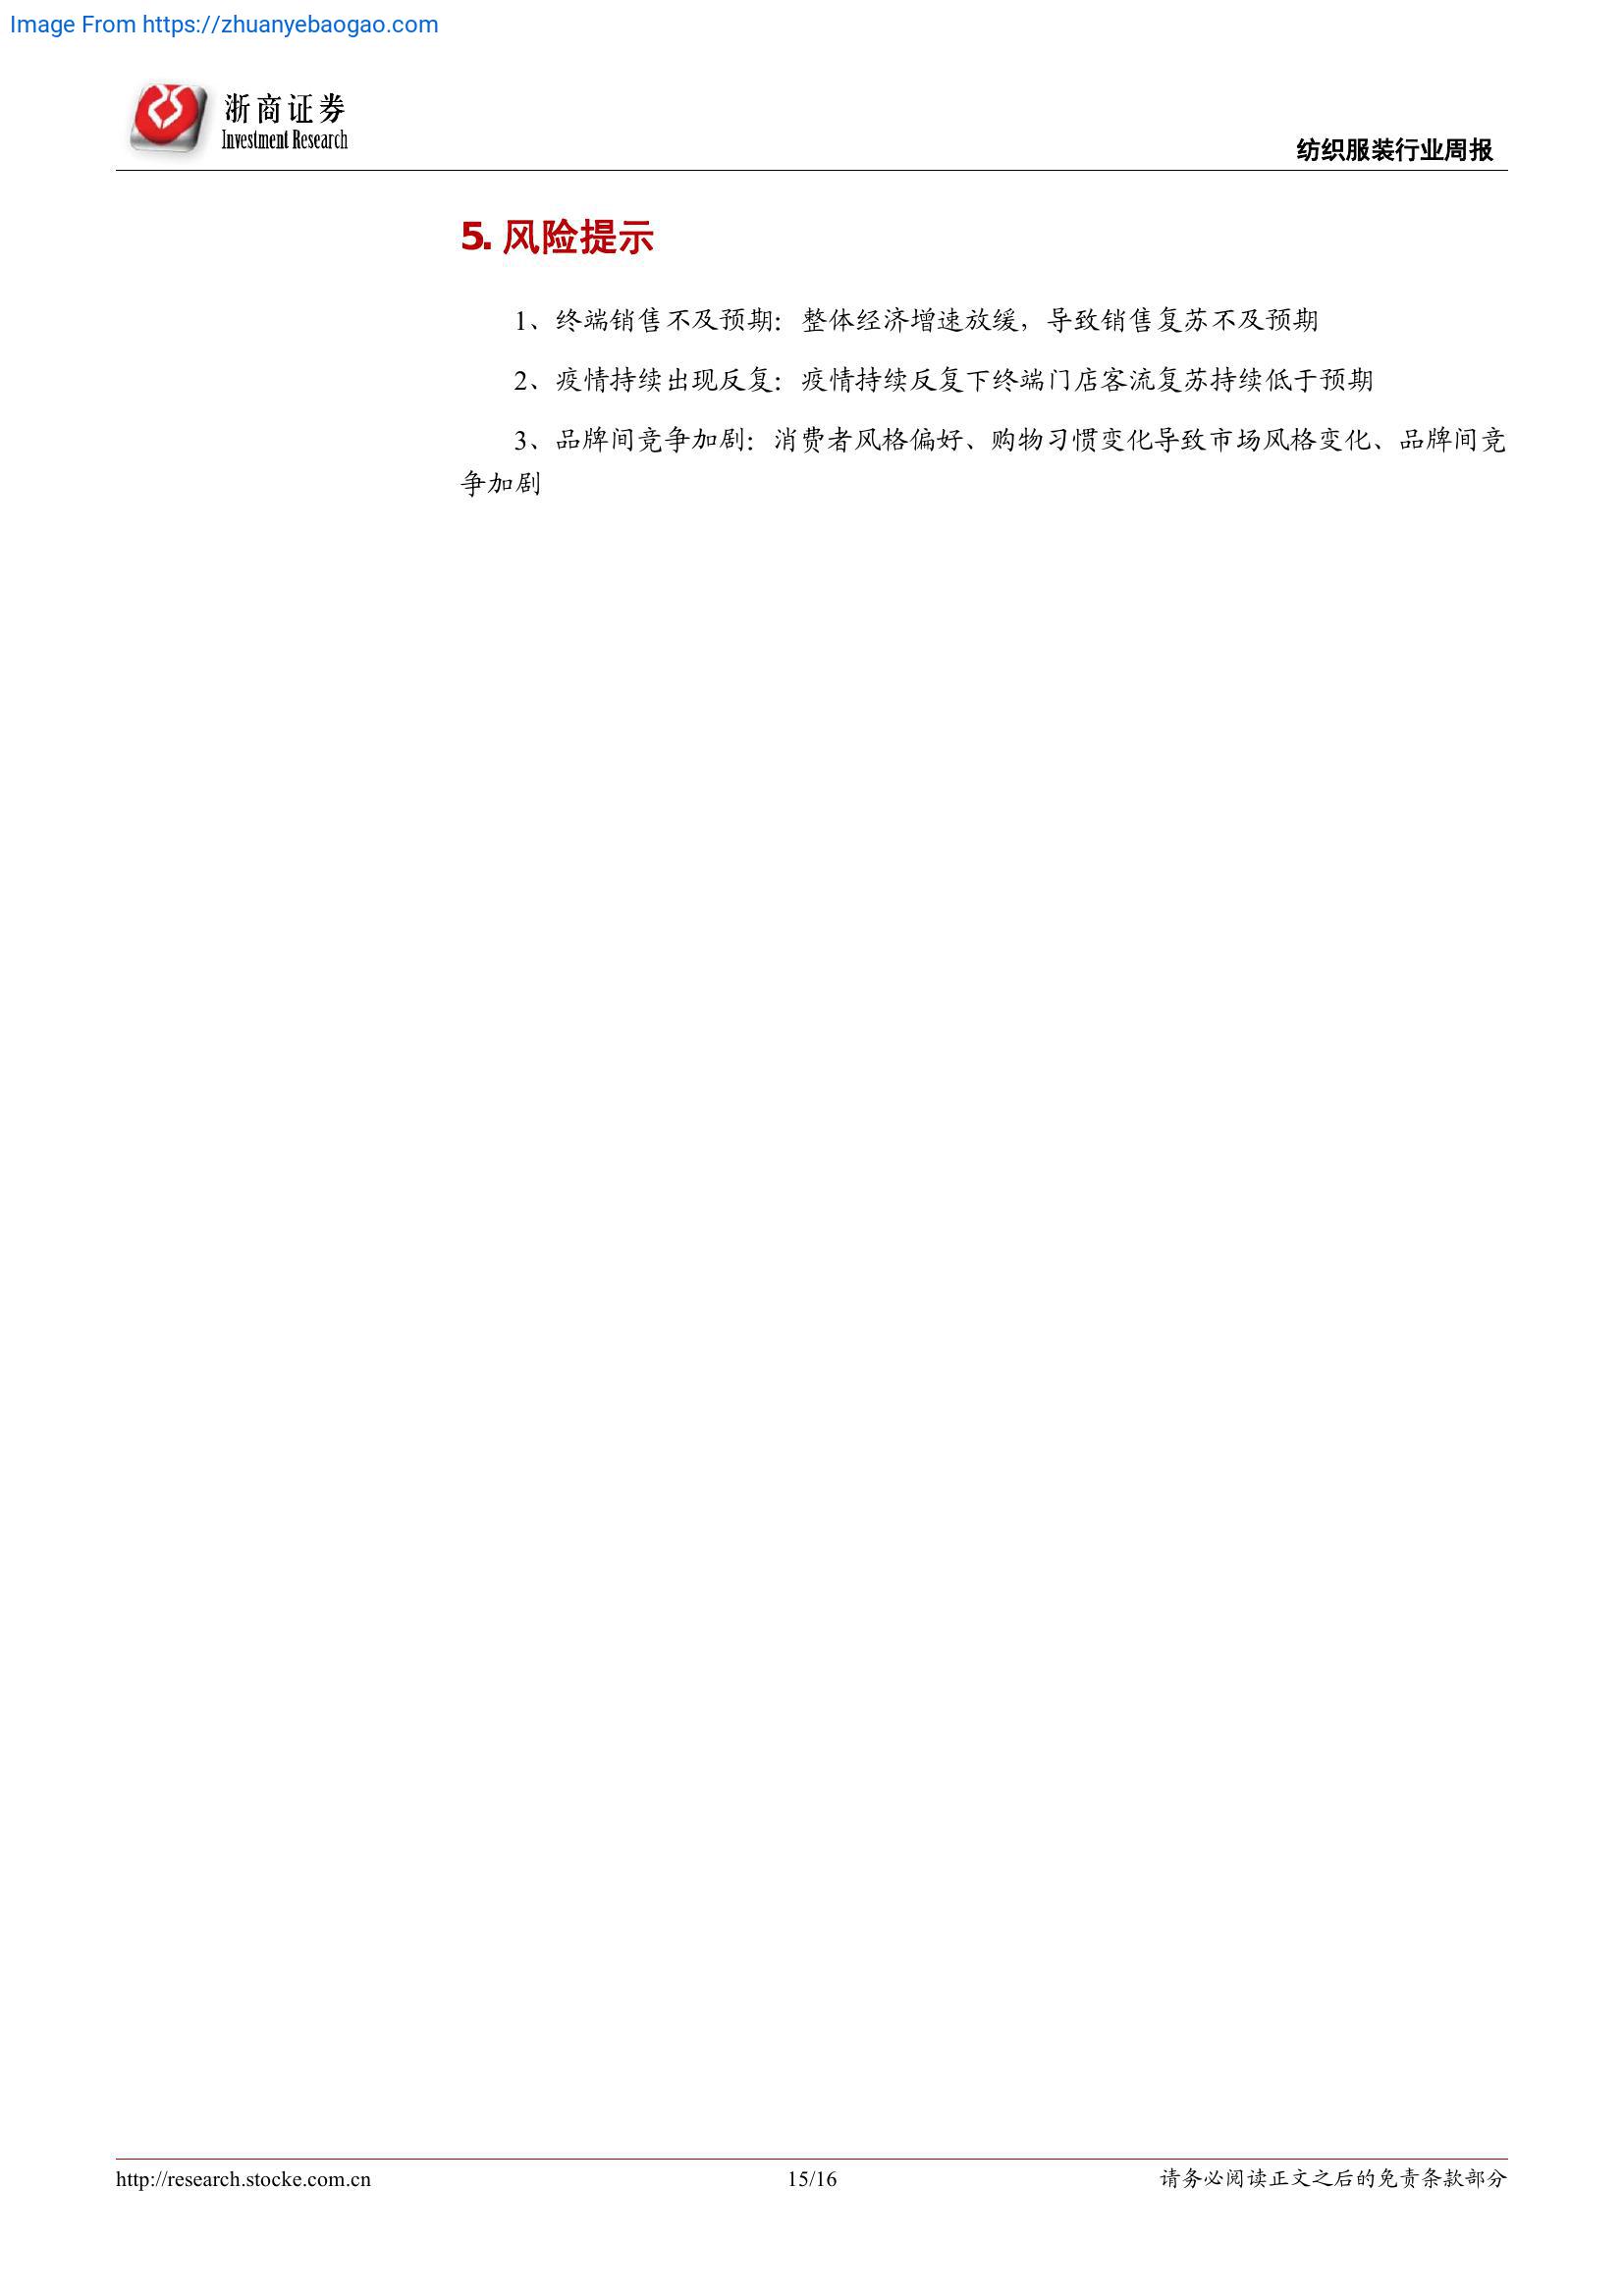 Image From https://zhuanyebaogao.com
浙商证券
Investment Research
纺织服装行业周报
5. 风险提示
1、终端销售不及预期：整体经济增速放缓，导致销售复苏不及预期
2、疫情持续出现反复：疫情持续反复下终端门店客流复苏持续低于预期
3、品牌间竞争加剧：消费者风格偏好、购物习惯变化导致市场风格变化、品牌间竞
争加剧
http://research.stocke.com.cn
15/16
请务必阅读正文之后的免责条款部分